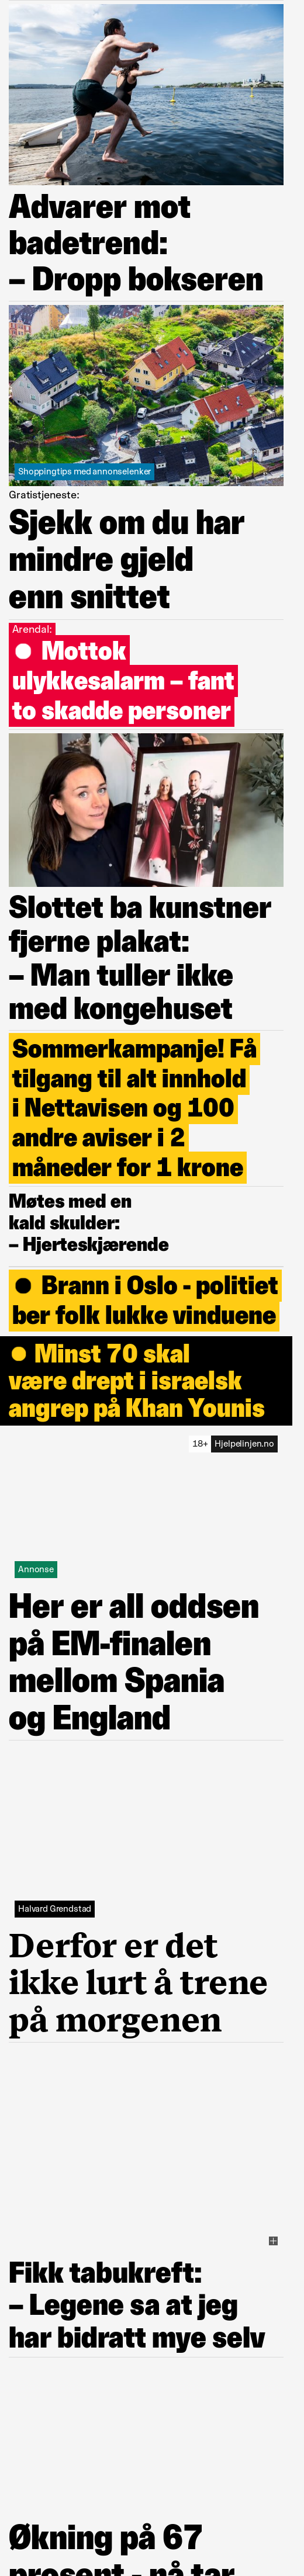 Advarer mot
badetrend:
– Dropp bokseren
Shoppingtips med annonselenker
Gratistjeneste:
Sjekk om du har
mindre gjeld
enn snittet
Arendal:
Mottok
ulykkesalarm – fant
to skadde personer
Slottet ba kunstner
fjerne plakat:
– Man tuller ikke
med kongehuset
Sommerkampanje! Få
tilgang til alt innhold
i Nettavisen og 100
andre aviser i 2
måneder for 1 krone
Møtes med en
kald skulder:
– Hjerteskjærende
Brann i Oslo - politiet
ber folk lukke vinduene
Minst 70 skal
være drept i israelsk
angrep på Khan Younis
18+ Hjelpelinjen.no
Annonse
Her er all oddsen
på EM-finalen
mellom Spania
og England
Halvard Grendstad
Derfor er det
ikke lurt å trene
på morgenen
Fikk tabukreft:
– Legene sa at jeg
har bidratt mye selv
Økning på 67
prosent - nå tar